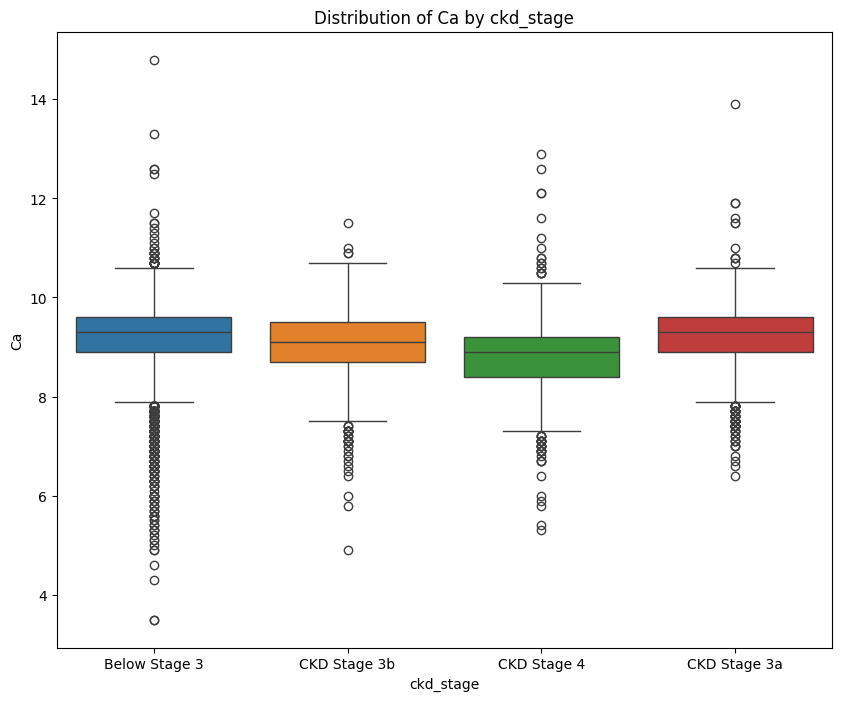 Distribution of Ca by ckd_stage
Ca
14
12
10
8
6
4
Below Stage 3
CKD Stage 3b
CKD Stage 4
CKD Stage 3a
ckd_stage